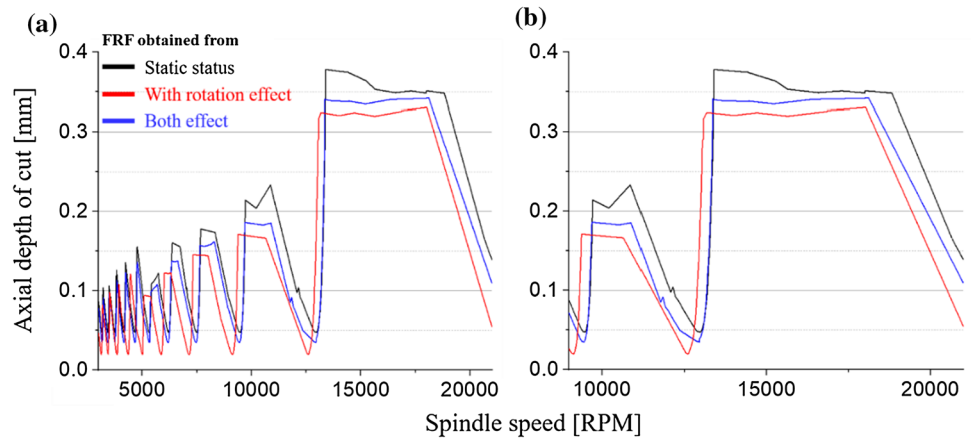 (a)
(b)
FRF obtained from
Static status
With rotation effect
Both effect
Axial depth of cut [mm]
0.4
0.3
0.2
0.1
0.0
5000
10000
15000
20000
0.4
0.3
0.2
0.1
0.0
10000
15000
20000
Spindle speed [RPM]